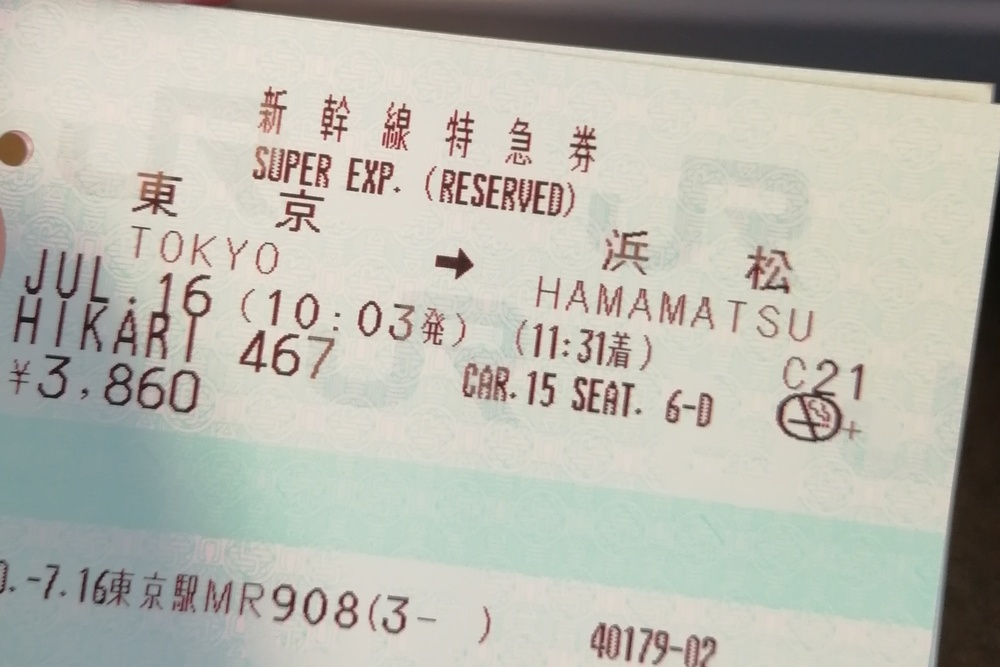 新幹線特急券
SUPER EXP. (RESERVED)
東京 → 浜松
TOKYO HAMAMATSU
JUL.16 (10:03発) (11:31着) C21
HIKARI 467 CAR.15 SEAT. 6-D
¥3,860
.-7.16東京駅MR908(3- ) 40179-02